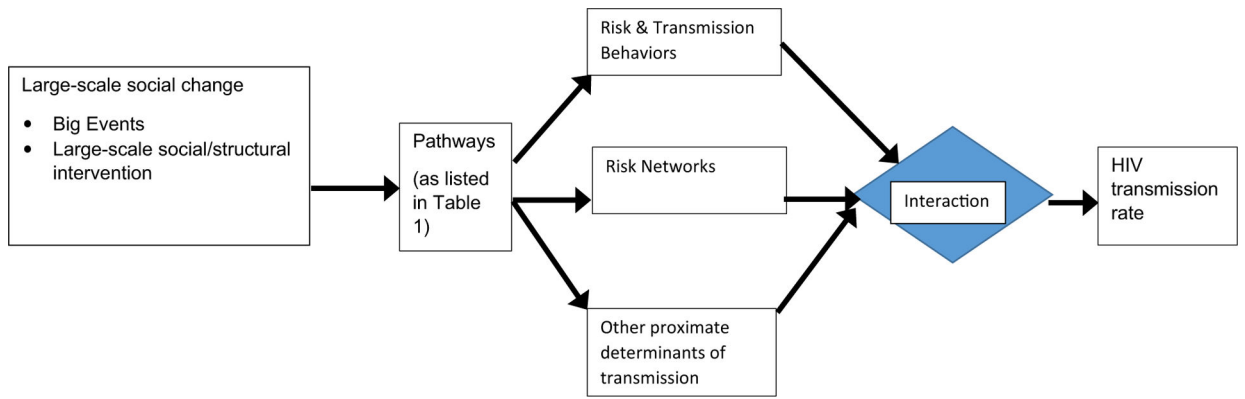 Large-scale social change
• Big Events
• Large-scale social/structural
intervention
Pathways
(as listed
in Table
1)
Risk & Transmission
Behaviors
Risk Networks
Other proximate
determinants of
transmission
Interaction
HIV
transmission
rate